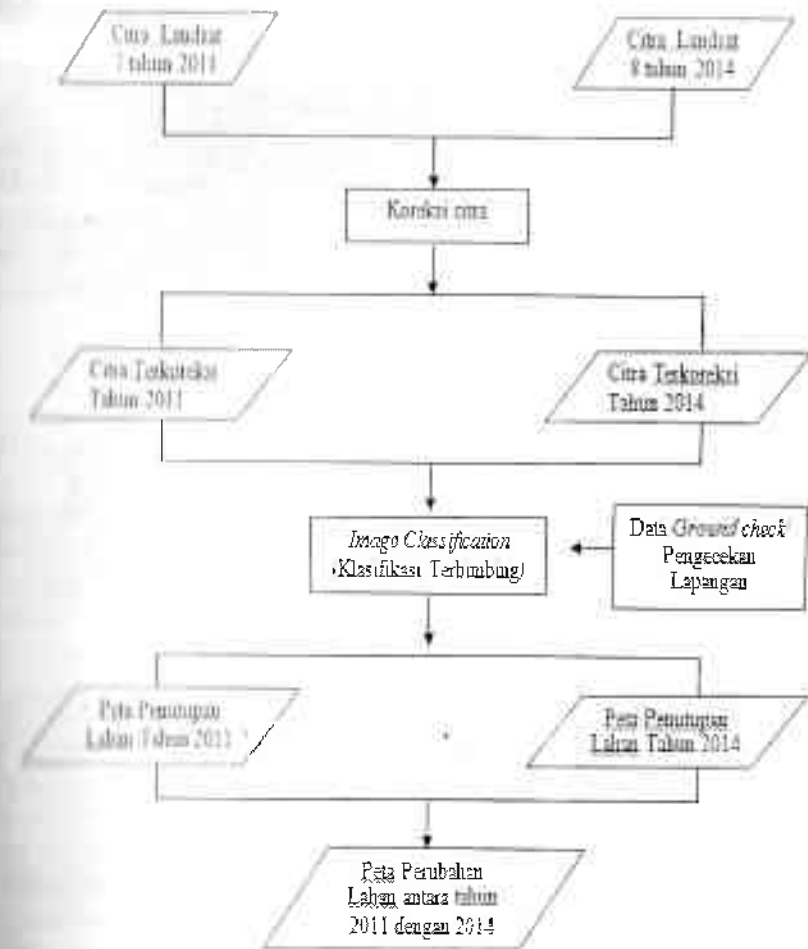 Citra Landsat
7 tahun 2011
Citra Landsat
8 tahun 2014
Koreksi citra
Citra Terkoreksi
Tahun 2011
Citra Terkoreksi
Tahun 2014
Image Classification
(Klasifikasi Terbimbing)
Data Ground check/
Pengecekan
Lapangan
Peta Penutupan
Lahan Tahun 2011
Peta Penutupan
Lahan Tahun 2014
Peta Perubahan
Lahan antara tahun
2011 dengan 2014